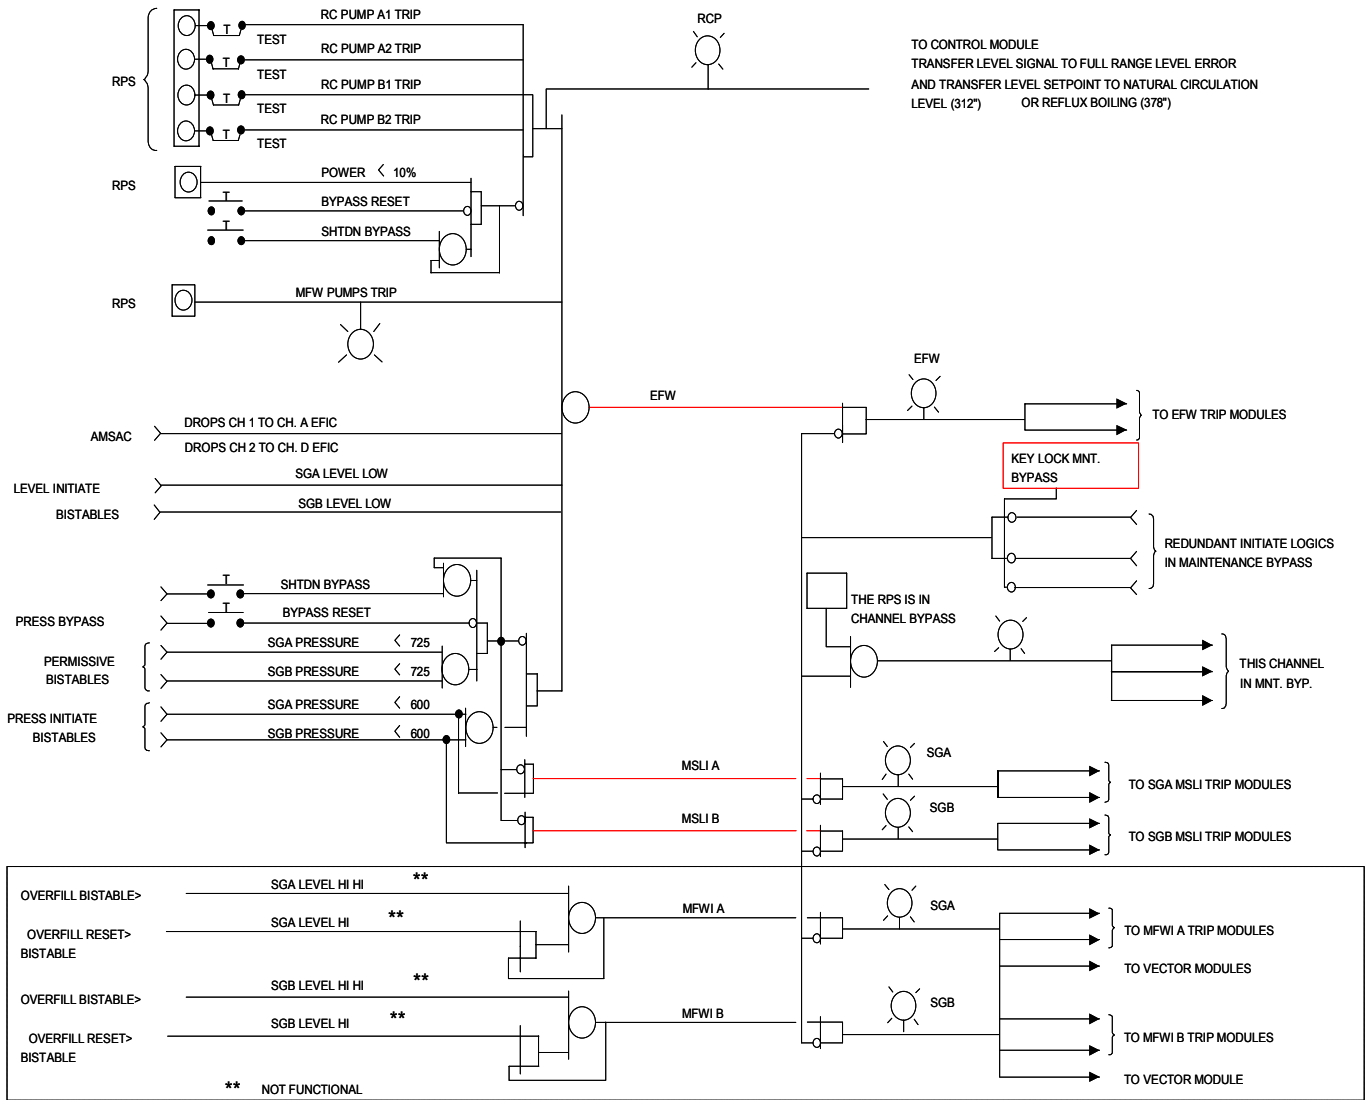 RPS
T
RC PUMP A1 TRIP
TEST
T
RC PUMP A2 TRIP
TEST
T
RC PUMP B1 TRIP
TEST
T
RC PUMP B2 TRIP
TEST
RCP
TO CONTROL MODULE
TRANSFER LEVEL SIGNAL TO FULL RANGE LEVEL ERROR
AND TRANSFER LEVEL SETPOINT TO NATURAL CIRCULATION
LEVEL (312") OR REFLUX BOILING (378")
RPS
POWER < 10%
T
BYPASS RESET
T
SHTDN BYPASS
RPS
MFW PUMPS TRIP
EFW
EFW
TO EFW TRIP MODULES
AMSAC
DROPS CH 1 TO CH. A EFIC
DROPS CH 2 TO CH. D EFIC
KEY LOCK MNT.
BYPASS
LEVEL INITIATE
BISTABLES
SGA LEVEL LOW
SGB LEVEL LOW
REDUNDANT INITIATE LOGICS
IN MAINTENANCE BYPASS
THE RPS IS IN
CHANNEL BYPASS
PRESS BYPASS
T
SHTDN BYPASS
T
BYPASS RESET
PERMISSIVE
BISTABLES
SGA PRESSURE < 725
SGB PRESSURE < 725
THIS CHANNEL
IN MNT. BYP.
PRESS INITIATE
BISTABLES
SGA PRESSURE < 600
SGB PRESSURE < 600
MSLI A
SGA
TO SGA MSLI TRIP MODULES
MSLI B
SGB
TO SGB MSLI TRIP MODULES
OVERFILL BISTABLE>
SGA LEVEL HI HI **
OVERFILL RESET>
BISTABLE
SGA LEVEL HI **
MFWI A
SGA
TO MFWI A TRIP MODULES
TO VECTOR MODULES
OVERFILL BISTABLE>
SGB LEVEL HI HI **
OVERFILL RESET>
BISTABLE
SGB LEVEL HI **
MFWI B
SGB
TO MFWI B TRIP MODULES
TO VECTOR MODULE
** NOT FUNCTIONAL